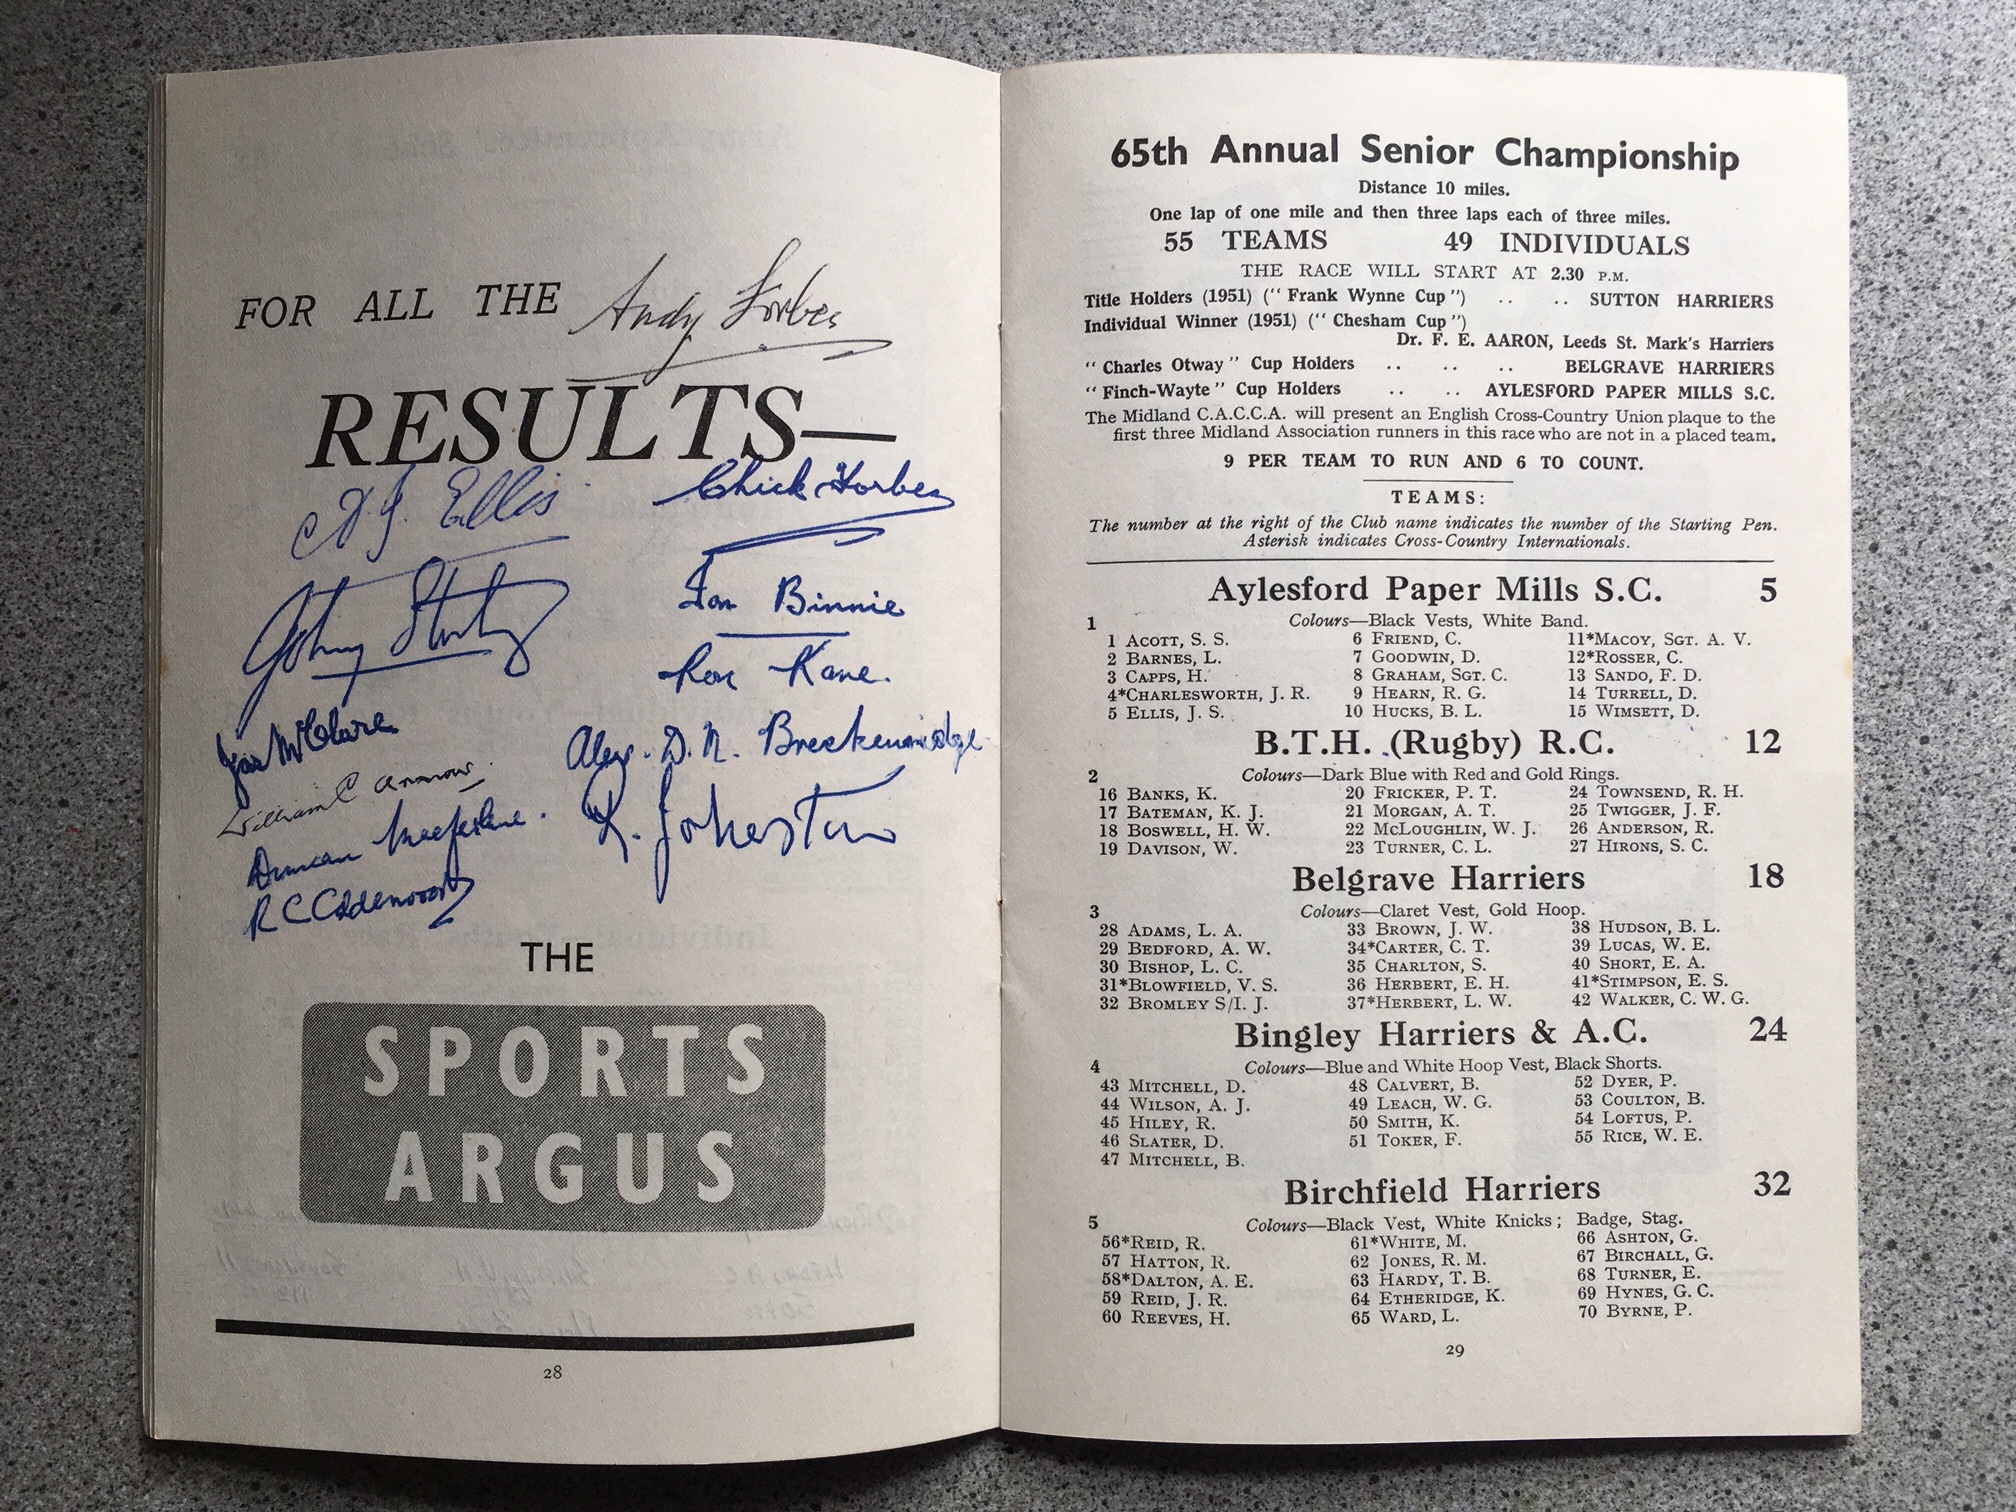 FOR ALL THE
Andy Forbes
RESULTS—
Ellis
Chick Forbes
Ian Binnie
Ron Kane.
Jas McClure
Alex. D. N. Breckenridge
William C
Duncan
R. Johnston
THE
SPORTS
ARGUS
28
65th Annual Senior Championship
Distance 10 miles.
One lap of one mile and then three laps each of three miles.
55 TEAMS 49 INDIVIDUALS
THE RACE WILL START AT 2.30 P.M.
Title Holders (1951) (“ Frank Wynne Cup ”) .. .. SUTTON HARRIERS
Individual Winner (1951) (“ Chesham Cup ”)
Dr. F. E. AARON, Leeds St. Mark's Harriers
“ Charles Otway ” Cup Holders .. .. .. BELGRAVE HARRIERS
“ Finch-Wayte ” Cup Holders .. .. AYLESFORD PAPER MILLS S.C.
The Midland C.A.C.C.A. will present an English Cross-Country Union plaque to the
first three Midland Association runners in this race who are not in a placed team.
9 PER TEAM TO RUN AND 6 TO COUNT.
TEAMS:
The number at the right of the Club name indicates the number of the Starting Pen.
Asterisk indicates Cross-Country Internationals.
Aylesford Paper Mills S.C. 5
1 Colours—Black Vests, White Band.
1 ACOTT, S. S. 6 FRIEND, C. 11*MACOY, SGT. A. V.
2 BARNES, L. 7 GOODWIN, D. 12*ROSSER, C.
3 CAPPS, H. 8 GRAHAM, SGT. C. 13 SANDO, F. D.
4*CHARLESWORTH, J. R. 9 HEARN, R. G. 14 TURRELL, D.
5 ELLIS, J. S. 10 HUCKS, B. L. 15 WIMSETT, D.
B.T.H. (Rugby) R.C. 12
2 Colours—Dark Blue with Red and Gold Rings.
16 BANKS, K. 20 FRICKER, P. T. 24 TOWNSEND, R. H.
17 BATEMAN, K. J. 21 MORGAN, A. T. 25 TWIGGER, J. F.
18 BOSWELL, H. W. 22 MCLOUGHLIN, W. J. 26 ANDERSON, R.
19 DAVISON, W. 23 TURNER, C. L. 27 HIRONS, S. C.
Belgrave Harriers 18
3 Colours—Claret Vest, Gold Hoop.
28 ADAMS, L. A. 33 BROWN, J. W. 38 HUDSON, B. L.
29 BEDFORD, A. W. 34*CARTER, C. T. 39 LUCAS, W. E.
30 BISHOP, L. C. 35 CHARLTON, S. 40 SHORT, E. A.
31*BLOWFIELD, V. S. 36 HERBERT, E. H. 41*STIMPSON, E. S.
32 BROMLEY S/I. J. 37*HERBERT, L. W. 42 WALKER, C. W. G.
Bingley Harriers & A.C. 24
4 Colours—Blue and White Hoop Vest, Black Shorts.
43 MITCHELL, D. 48 CALVERT, B. 52 DYER, P.
44 WILSON, A. J. 49 LEACH, W. G. 53 COULTON, B.
45 HILEY, R. 50 SMITH, K. 54 LOFTUS, P.
46 SLATER, D. 51 TOKER, F. 55 RICE, W. E.
47 MITCHELL, B.
Birchfield Harriers 32
5 Colours—Black Vest, White Knicks; Badge, Stag.
56*REID, R. 61*WHITE, M. 66 ASHTON, G.
57 HATTON, R. 62 JONES, R. M. 67 BIRCHALL, G.
58*DALTON, A. E. 63 HARDY, T. B. 68 TURNER, E.
59 REID, J. R. 64 ETHERIDGE, K. 69 HYNES, G. C.
60 REEVES, H. 65 WARD, L. 70 BYRNE, P.
29